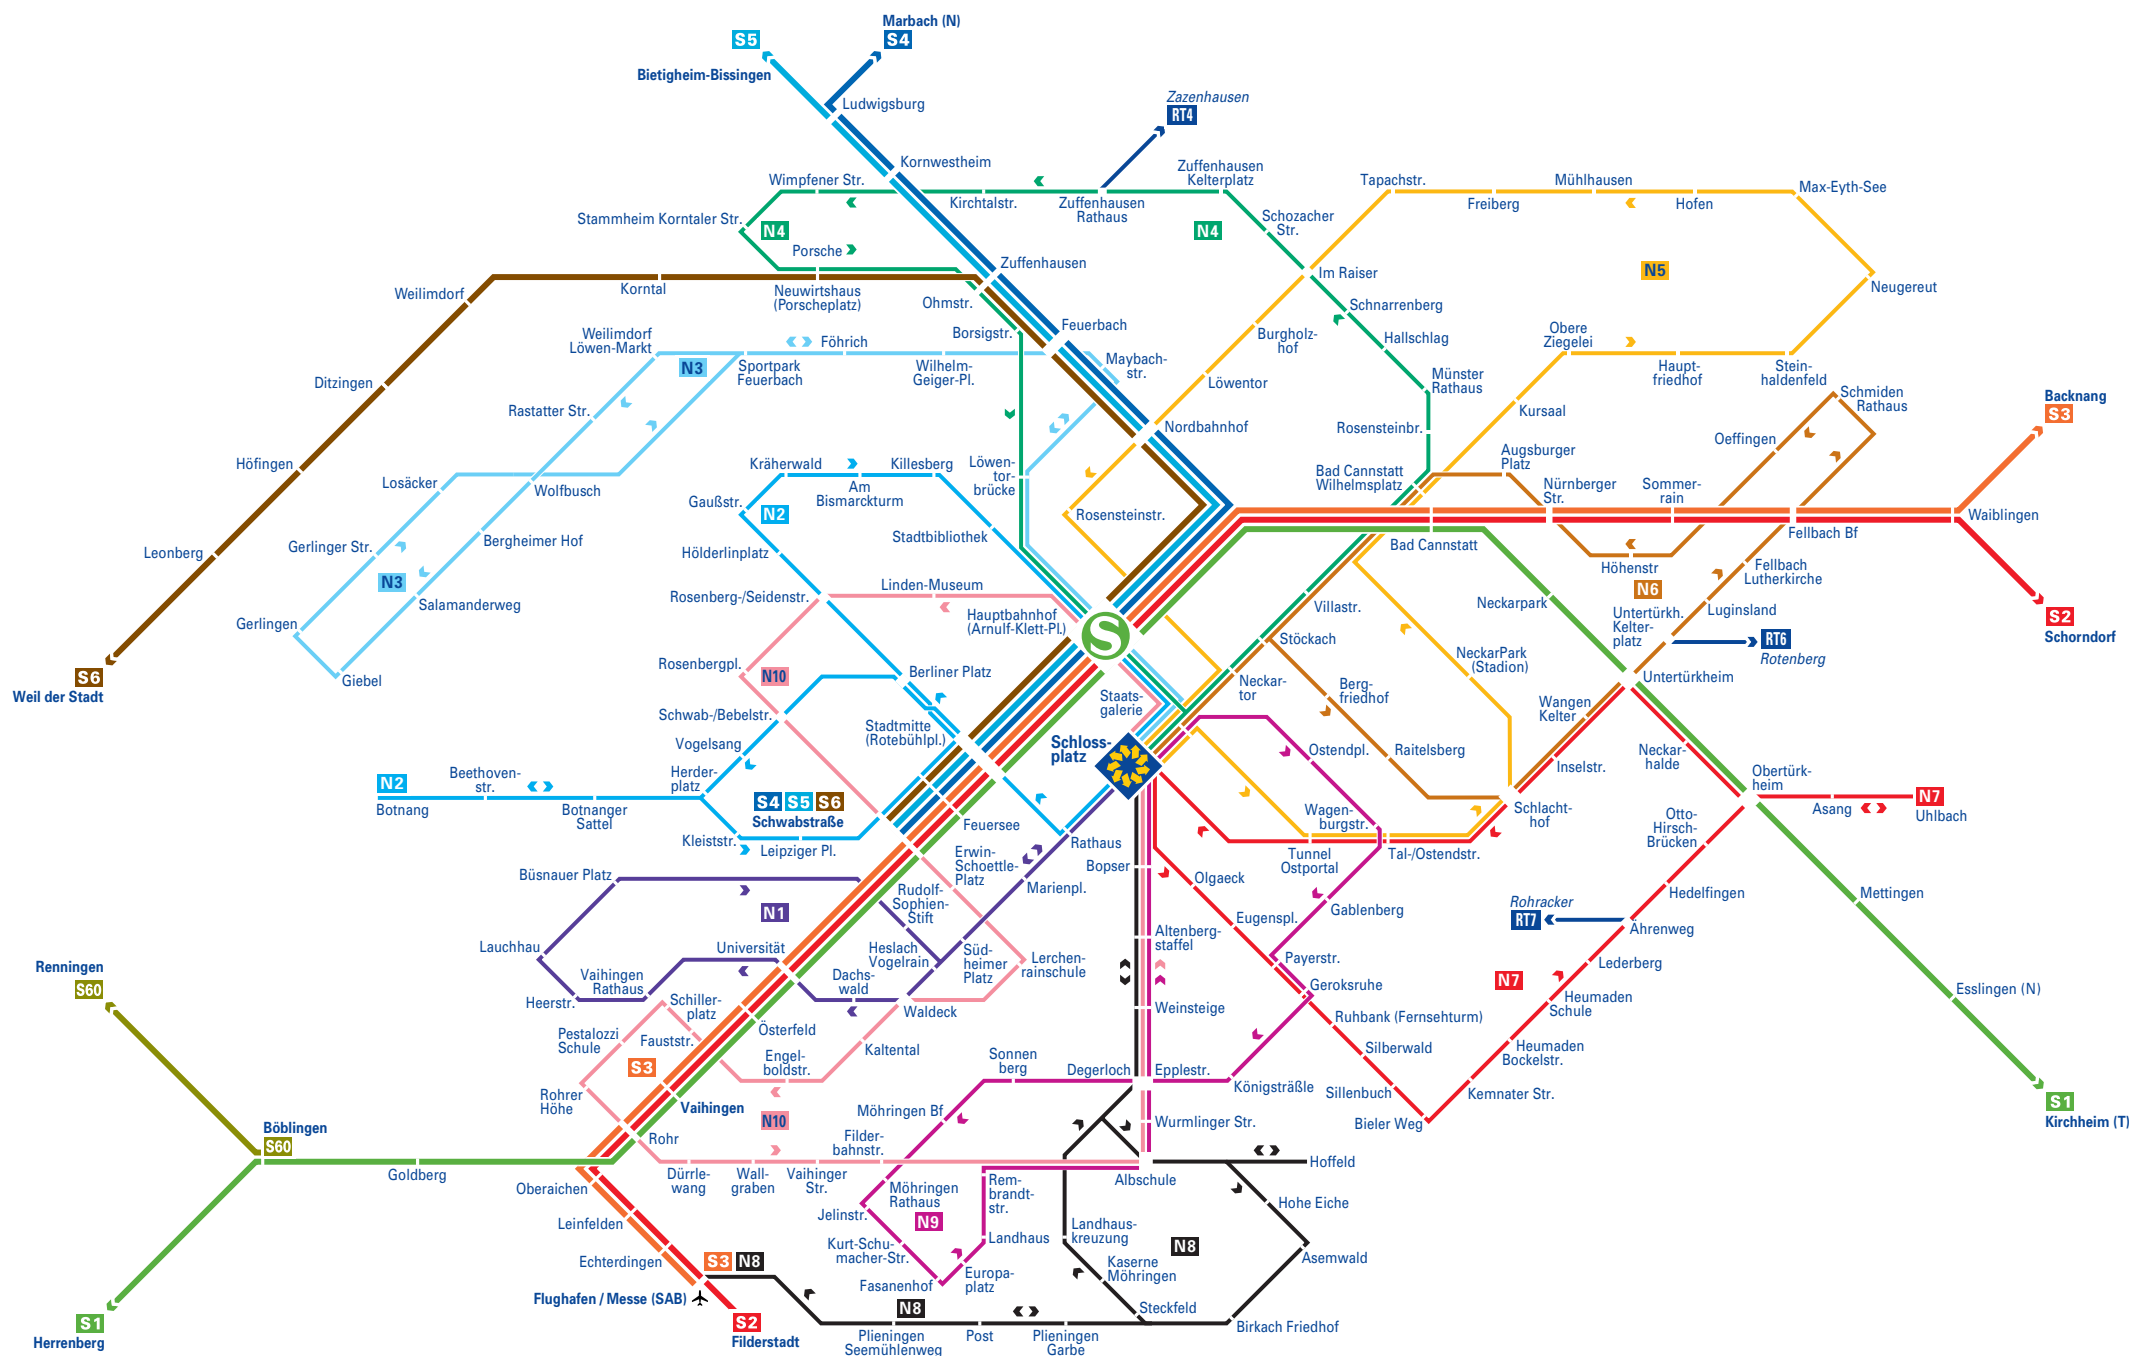 Marbach (N)
S5
S4
Bietigheim-Bissingen
Ludwigsburg
Zazenhausen
RT4
Kornwestheim
Wimpfener Str.
Zuffenhausen
Kelterplatz
Kirchtalstr.
Zuffenhausen
Rathaus
Stammheim Korntaler Str.
N4
Porsche
N4
Schozacher
Str.
Tapachstr.
Mühlhausen
Max-Eyth-See
Freiberg
Hofen
N5
Neugereut
Im Raiser
Zuffenhausen
Korntal
Neuwirtshaus
(Porscheplatz)
Ohmstr.
Weilimdorf
Borsigstr.
Feuerbach
Schnarrenberg
Hallschlag
Burgholz-
hof
Obere
Ziegelei
Haupt-
friedhof
Stein-
haldenfeld
Weilimdorf
Löwen-Markt
N3
Föhrich
Sportpark
Feuerbach
Wilhelm-
Geiger-Pl.
Maybach-
str.
Löwentor
Münster
Rathaus
Schmiden
Rathaus
Backnang
S3
Ditzingen
Rastatter Str.
Kursaal
Nordbahnhof
Rosensteinbr.
Oeffingen
Augsburger
Platz
Höfingen
Losäcker
Wolfbusch
Kräherwald
Killesberg
Am
Bismarckturm
Löwen-
tor-
brücke
Bad Cannstatt
Wilhelmsplatz
Nürnberger
Str.
Sommer-
rain
Gaußstr.
N2
Rosensteinstr.
Waiblingen
Fellbach Bf
Leonberg
Gerlinger Str.
Bergheimer Hof
Hölderlinplatz
Stadtbibliothek
Bad Cannstatt
Höhenstr
Fellbach
Lutherkirche
N3
N6
Salamanderweg
Rosenberg-/Seidenstr.
Linden-Museum
Hauptbahnhof
(Arnulf-Klett-Pl.)
S
Villastr.
Neckarpark
Luginsland
Untertürkh.
Kelter-
platz
RT6
Rotenberg
S2
Schorndorf
Gerlingen
Stöckach
Giebel
S6
Weil der Stadt
Rosenbergpl.
N10
Berliner Platz
Staats-
galerie
Neckar-
tor
Berg-
friedhof
NeckarPark
(Stadion)
Untertürkheim
Schwab-/Bebelstr.
Stadtmitte
(Rotebühlpl.)
Schloss-
platz
Wangen
Kelter
Vogelsang
Ostendpl.
Raitelsberg
Inselstr.
Neckar-
halde
Obertürk-
heim
N2
Botnang
Beethoven-
str.
Botnanger
Sattel
Herder-
platz
S4 S5 S6
Schwabstraße
Feuersee
Wagen-
burgstr.
Schlacht-
hof
Otto-
Hirsch-
Brücken
Asang
N7
Uhlbach
Kleiststr.
Leipziger Pl.
Rathaus
Tunnel
Ostportal
Tal-/Ostendstr.
Büsnauer Platz
Erwin-
Schoettle-
Platz
Bopser
Marienpl.
Olgaeck
Rudolf-
Sophien-
Stift
Hedelfingen
Mettingen
N1
Eugenspl.
Gablenberg
Rohracker
RT7
Ährenweg
Lauchhau
Universität
Heslach
Vogelrain
Süd-
heimer
Platz
Lerchen-
rainschule
Altenberg-
staffel
Payerstr.
Lederberg
Renningen
S60
Vaihingen
Rathaus
Heerstr.
Dachs-
wald
Geroksruhe
N7
Esslingen (N)
Schiller-
platz
Waldeck
Weinsteige
Heumaden
Schule
Pestalozzi
Schule
Fauststr.
Österfeld
Ruhbank (Fernsehturm)
S3
Engel-
boldstr.
Kaltental
Silberwald
Heumaden
Bockelstr.
Sonnen
berg
Degerloch
Epplestr.
Königsträßle
Sillenbuch
Kemnater Str.
Rohrer
Höhe
Vaihingen
Möhringen Bf
Bieler Weg
S1
Kirchheim (T)
N10
Böblingen
S60
Rohr
Filder-
bahnstr.
Wurmlinger Str.
Hoffeld
Goldberg
Dürrle-
wang
Wall-
graben
Vaihinger
Str.
Möhringen
Rathaus
Rem-
brandt-
str.
Albschule
Oberaichen
Hohe Eiche
Leinfelden
Jelinstr.
N9
Landhaus-
kreuzung
Landhaus
N8
Echterdingen
Kurt-Schu-
macher-Str.
Kaserne
Möhringen
Asemwald
S3 N8
Europa-
platz
Fasanenhof
Flughafen / Messe (SAB)
N8
Steckfeld
S1
Herrenberg
S2
Filderstadt
Plieningen
Seemühlenweg
Post
Plieningen
Garbe
Birkach Friedhof